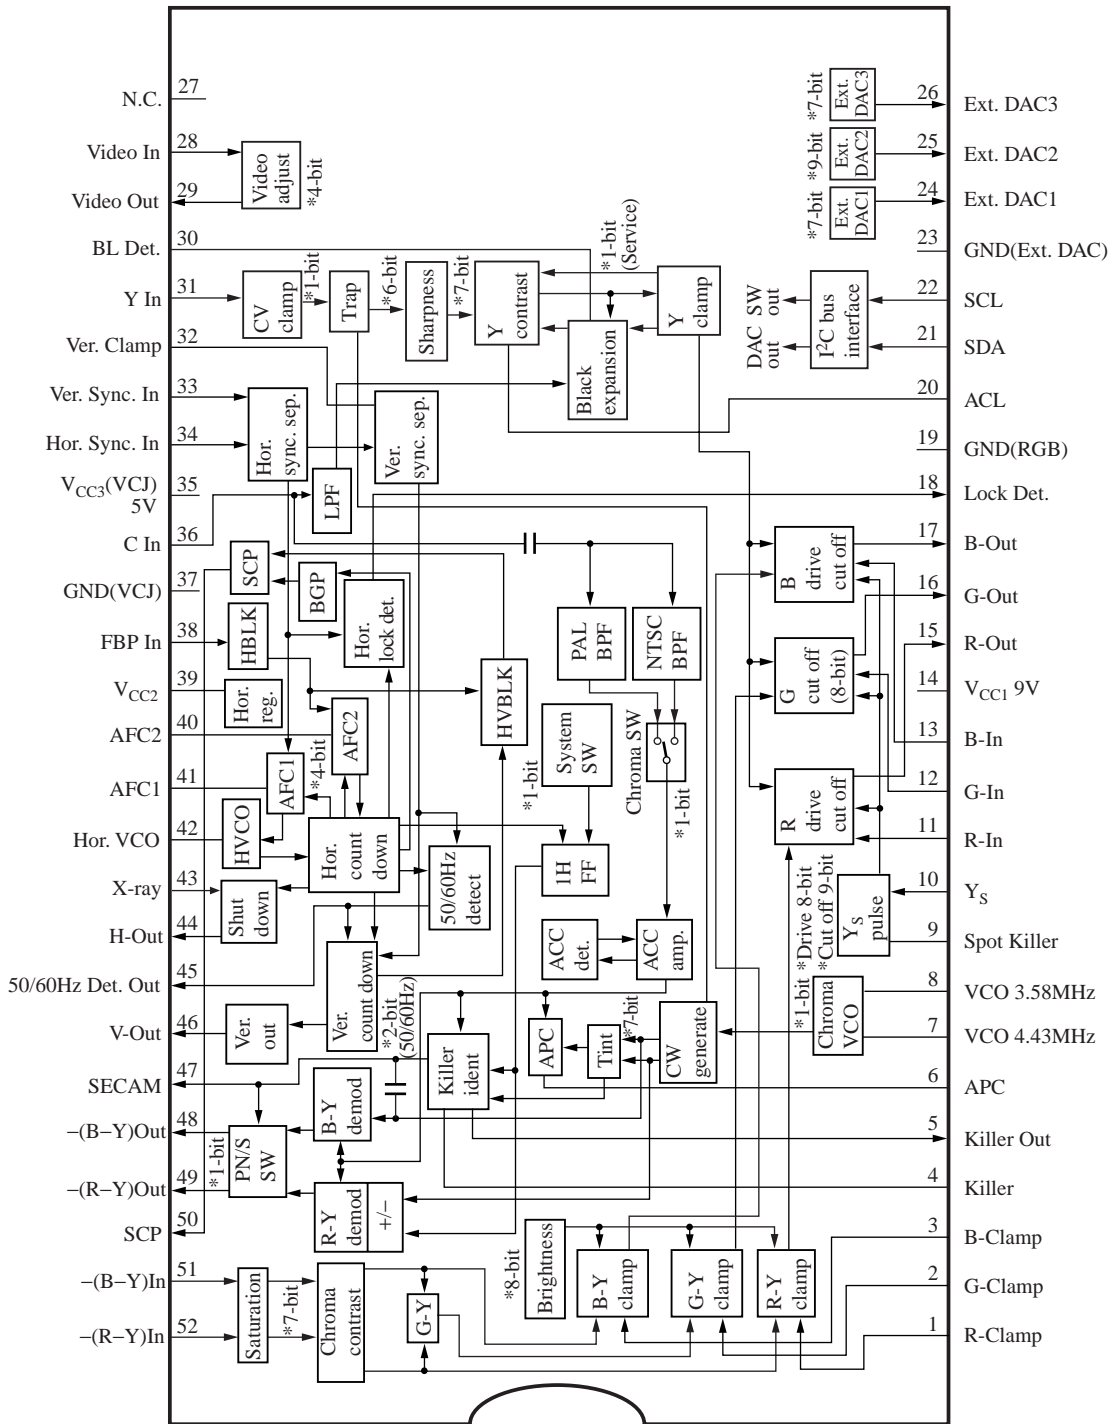 N.C.
27
Video In
28
Video Out
29
Video
adjust
*4-bit
BL Det.
30
Y In
31
CV
clamp
*1-bit
Trap
*6-bit
Sharpness
*7-bit
Y
contrast
*1-bit
(Service)
Y
clamp
Black
expansion
Ver. Clamp
32
Ver. Sync. In
33
Hor. Sync. In
34
Hor.
sync. sep.
Ver.
sync. sep.
VCC3(VCJ)
5V
35
LPF
C In
36
GND(VCJ)
37
SCP
BGP
FBP In
38
HBLK
Hor.
lock det.
VCC2
39
Hor.
reg.
AFC2
40
AFC2
AFC1
41
AFC1
*4-bit
Hor. VCO
42
HVCO
Hor.
count
down
X-ray
43
H-Out
44
Shut
down
50/60Hz
detect
HVBLK
PAL
BPF
NTSC
BPF
System
SW
*1-bit
Chroma SW
*1-bit
1H
FF
50/60Hz Det. Out
45
Ver.
count down
*2-bit
(50/60Hz)
V-Out
46
Ver.
out
ACC
det.
ACC
amp.
APC
Tint
*7-bit
CW
generate
Killer
ident
SECAM
47
−(B−Y)Out
48
−(R−Y)Out
49
SCP
50
*1-bit
PN/S
SW
B-Y
demod
R-Y
demod
+/−
−(B−Y)In
51
−(R−Y)In
52
Saturation
*7-bit
Chroma
contrast
G-Y
*8-bit
Brightness
B-Y
clamp
G-Y
clamp
R-Y
clamp
*7-bit
Ext.
DAC3
26
Ext. DAC3
*9-bit
Ext.
DAC2
25
Ext. DAC2
*7-bit
Ext.
DAC1
24
Ext. DAC1
23
GND(Ext. DAC)
DAC SW
out out
I2C bus
interface
22
SCL
21
SDA
20
ACL
19
GND(RGB)
18
Lock Det.
B
drive
cut off
17
B-Out
16
G-Out
15
R-Out
G
cut off
(8-bit)
14
VCC1 9V
13
B-In
R
drive
cut off
12
G-In
11
R-In
*Drive 8-bit
*Cut off 9-bit
YS
pulse
10
YS
9
Spot Killer
*1-bit
Chroma
VCO
8
VCO 3.58MHz
7
VCO 4.43MHz
6
APC
5
Killer Out
4
Killer
3
B-Clamp
2
G-Clamp
1
R-Clamp